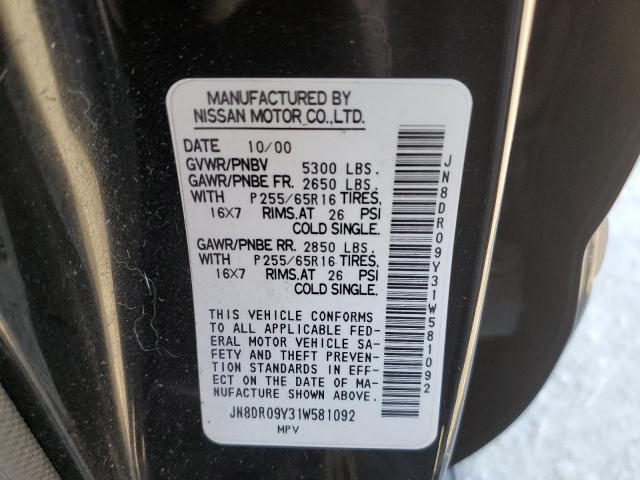 MANUFACTURED BY
NISSAN MOTOR CO.,LTD.
DATE 10/00
GVWR/PNBV 5300 LBS.
GAWR/PNBE FR. 2650 LBS.
WITH P255/65R16 TIRES,
16X7 RIMS.AT 26 PSI
COLD SINGLE.
GAWR/PNBE RR. 2850 LBS.
WITH P255/65R16 TIRES,
16X7 RIMS.AT 26 PSI
COLD SINGLE.
THIS VEHICLE CONFORMS
TO ALL APPLICABLE FED-
ERAL MOTOR VEHICLE SA-
FETY AND THEFT PREVEN-
TION STANDARDS IN EFF-
ECT ON THE DATE OF MA-
NUFACTURE SHOWN ABOVE.
JN8DR09Y31W581092
MPV
JN8DR09Y31W581092